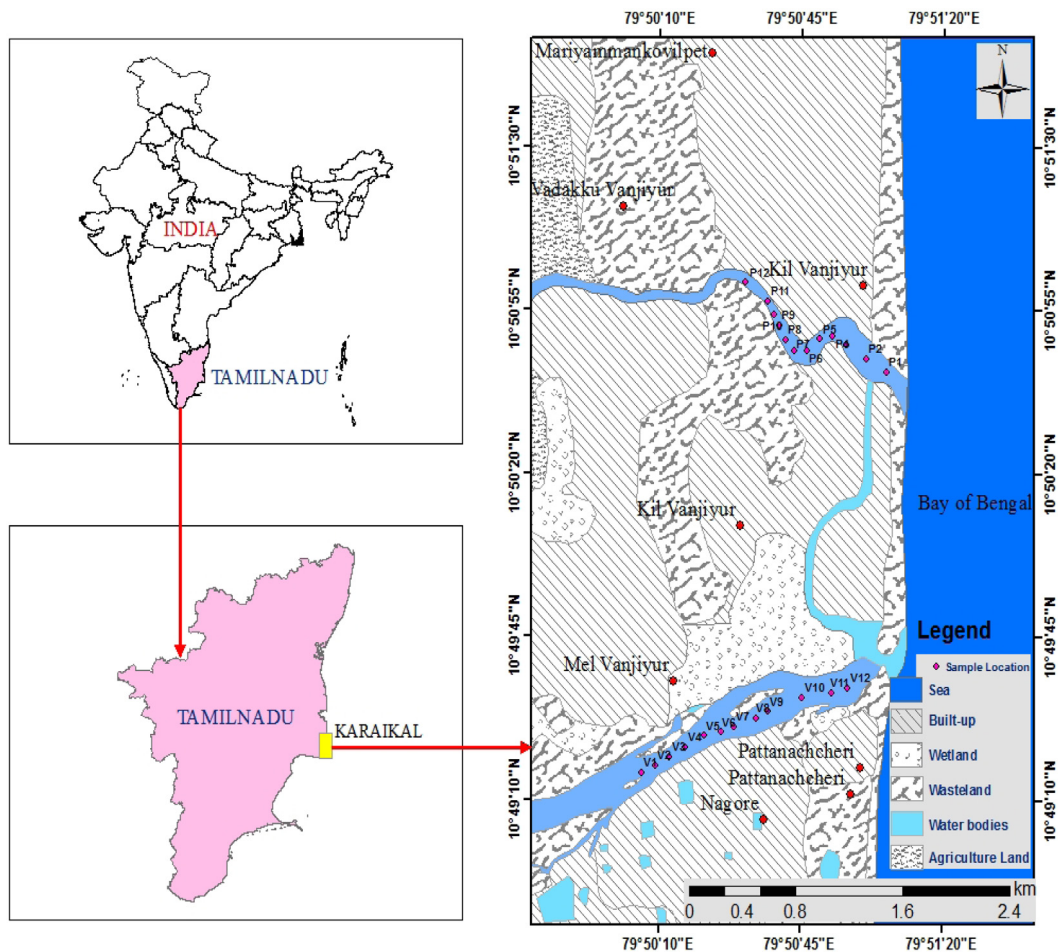 INDIA
TAMILNADU
TAMILNADU
KARAIKAL
79°50'10"E
79°50'45"E
79°51'20"E
10°51'30"N
10°50'55"N
10°50'20"N
10°49'45"N
10°49'10"N
N
Mariyammankovilpet
Vadakku Vanjiyur
Kil Vanjiyur
P12
P11
P9
P10
P8
P7
P6
P5
P4
P2
P1
Kil Vanjiyur
Bay of Bengal
Mel Vanjiyur
V1
V2
V3
V4
V5
V6
V7
V8
V9
V10
V11
V12
Pattanachcheri
Pattanachcheri
Nagore
Legend
Sample Location
Sea
Built-up
Wetland
Wasteland
Water bodies
Agriculture Land
km
0 0.4 0.8 1.6 2.4
10°51'30"N
10°50'55"N
10°50'20"N
10°49'45"N
10°49'10"N
79°50'10"E
79°50'45"E
79°51'20"E